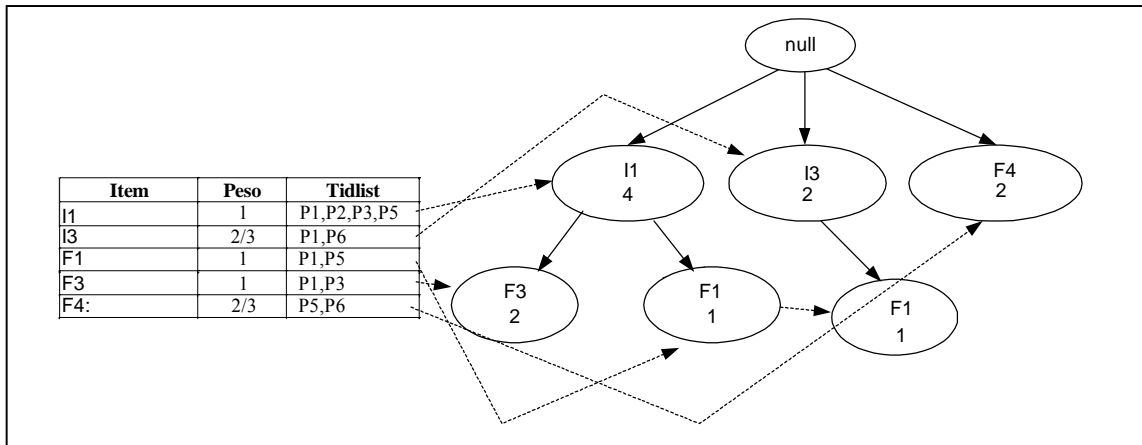 null
I1
4
I3
2
F4
2
Item Peso Tidlist
I1 1 P1,P2,P3,P5
I3 2/3 P1,P6
F1 1 P1,P5
F3 1 P1,P3
F4: 2/3 P5,P6
F3
2
F1
1
F1
1